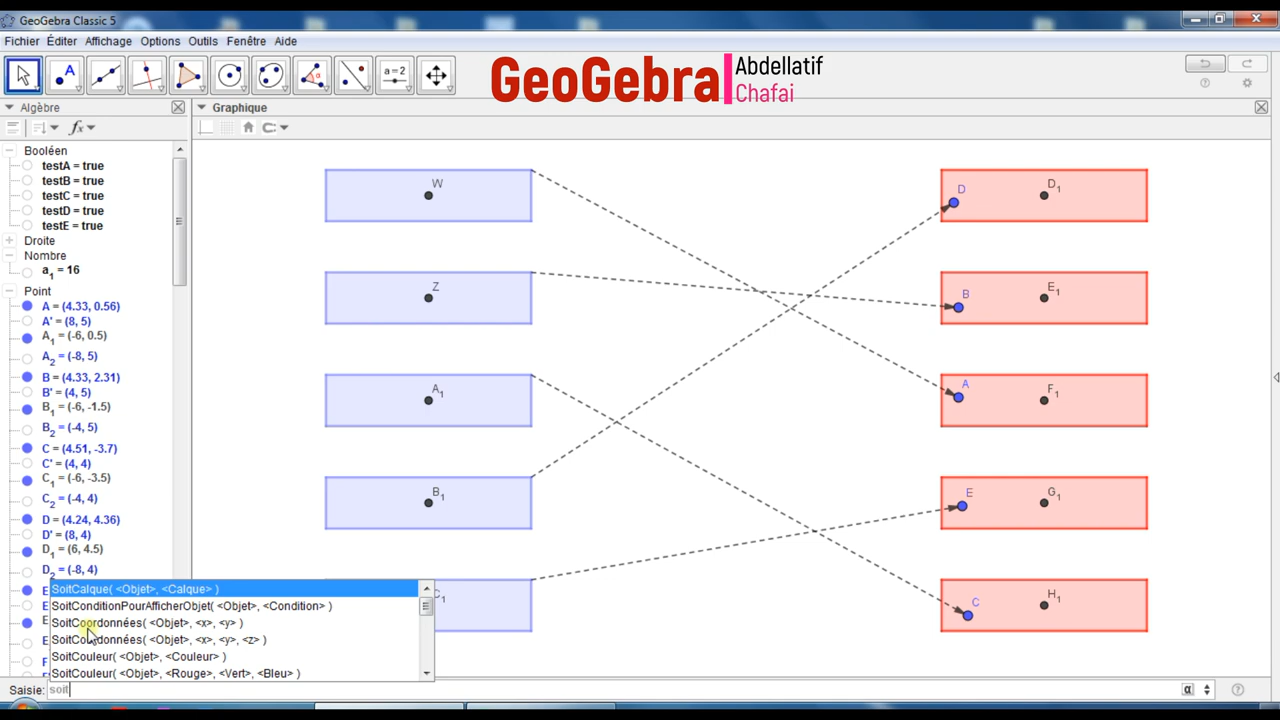 GeoGebra Classic 5
Fichier Éditer Affichage Options Outils Fenêtre Aide
A
α
a=2
GeoGebra
Abdellatif
Chafai
Algèbre
Graphique
fx
Booléen
testA = true
testB = true
testC = true
testD = true
testE = true
Droite
Nombre
a₁ = 16
Point
A = (4.33, 0.56)
A' = (8, 5)
A₁ = (-6, 0.5)
A₂ = (-8, 5)
B = (4.33, 2.31)
B' = (4, 5)
B₁ = (-6, -1.5)
B₂ = (-4, 5)
C = (4.51, -3.7)
C' = (4, 4)
C₁ = (-6, -3.5)
C₂ = (-4, 4)
D = (4.24, 4.36)
D' = (8, 4)
D₁ = (6, 4.5)
D₂ = (-8, 4)
E
E
E
E
F
W
D
D₁
Z
B
E₁
A₁
A
F₁
B₁
E
G₁
C₁
C
H₁
SoitCalque( <Objet>, <Calque> )
SoitConditionPourAfficherObjet( <Objet>, <Condition> )
SoitCoordonnées( <Objet>, <x>, <y> )
SoitCoordonnées( <Objet>, <x>, <y>, <z> )
SoitCouleur( <Objet>, <Couleur> )
SoitCouleur( <Objet>, <Rouge>, <Vert>, <Bleu> )
Saisie: soit
α